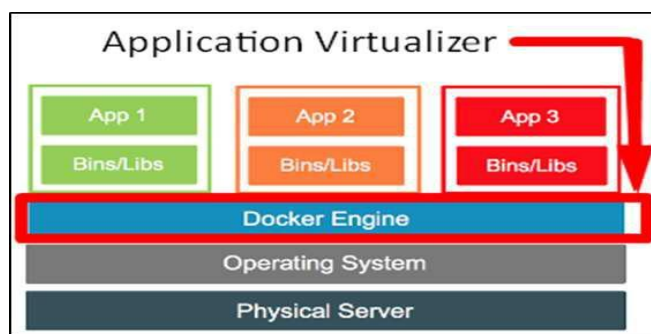 Application Virtualizer
App 1 App 2 App 3
Bins/Libs Bins/Libs Bins/Libs
Docker Engine
Operating System
Physical Server